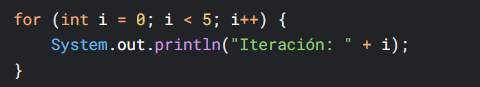 for (int i = 0; i < 5; i++) {
    System.out.println("Iteración: " + i);
}